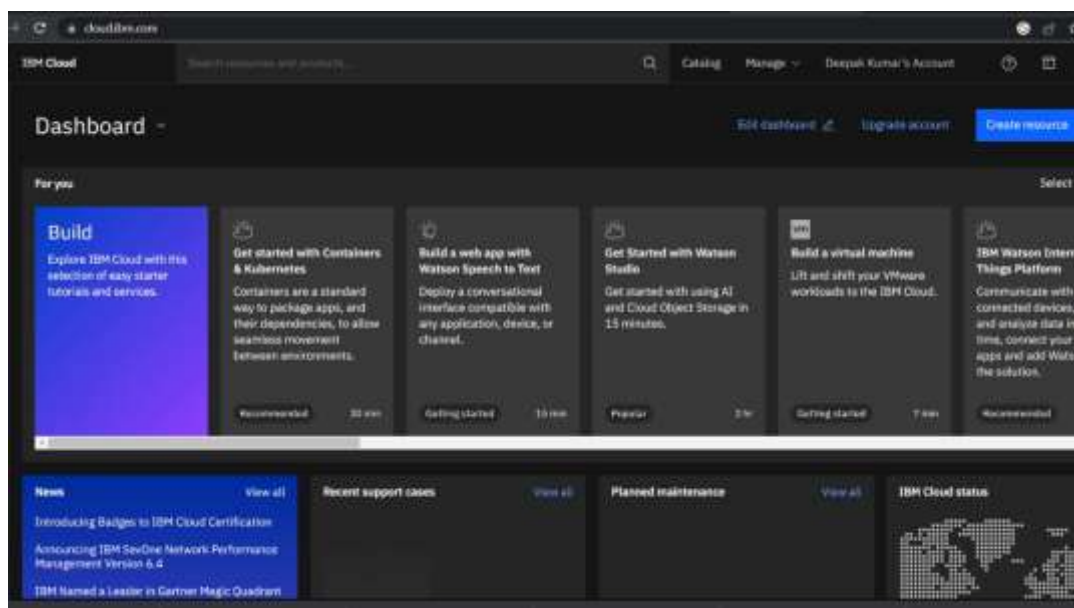 cloud.ibm.com
IBM Cloud
Search resources and products...
Catalog
Manage
Deepak Kumar's Account
Dashboard
Edit dashboard
Upgrade account
Create resource
For you
Select
Build
Explore IBM Cloud with this
selection of easy starter
tutorials and services.
Get started with Containers
& Kubernetes
Containers are a standard
way to package apps, and
their dependencies, to allow
seamless movement
between environments.
Recommended
30 min
Build a web app with
Watson Speech to Text
Deploy a conversational
interface compatible with
any application, device, or
channel.
Getting started
Get Started with Watson
Studio
Get started with using AI
and Cloud Object Storage in
15 minutes.
Popular
Build a virtual machine
Lift and shift your VMware
workloads to the IBM Cloud.
Getting started
7 min
IBM Watson Intern
Things Platform
Communicate with
connected devices,
and analyze data in
time, connect your
apps and add Wats
the solution.
Recommended
News
View all
Introducing Badges to IBM Cloud Certification
Announcing IBM SevOne Network Performance
Management Version 6.4
IBM Named a Leader in Gartner Magic Quadrant
Recent support cases
View all
Planned maintenance
View all
IBM Cloud status